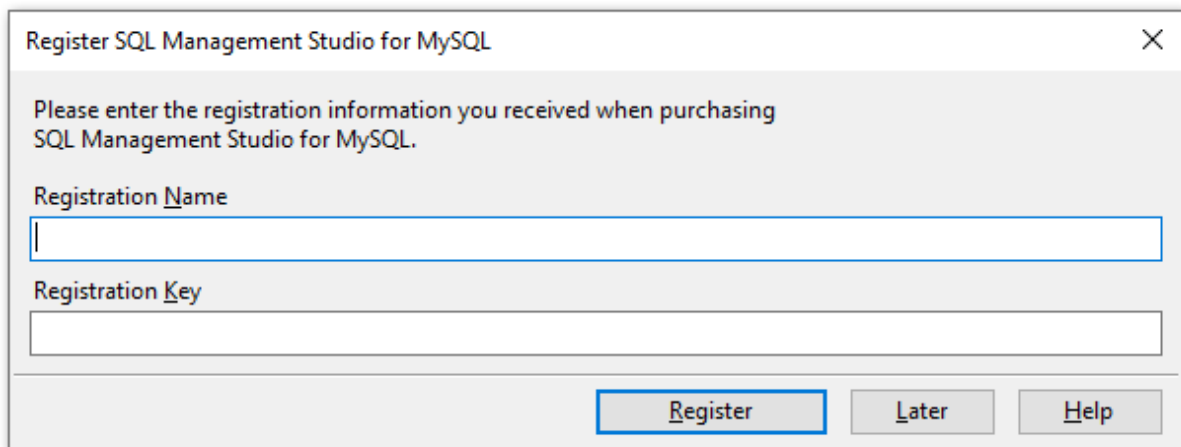 Register SQL Management Studio for MySQL
Please enter the registration information you received when purchasing
SQL Management Studio for MySQL.
Registration Name
Registration Key
Register Later Help